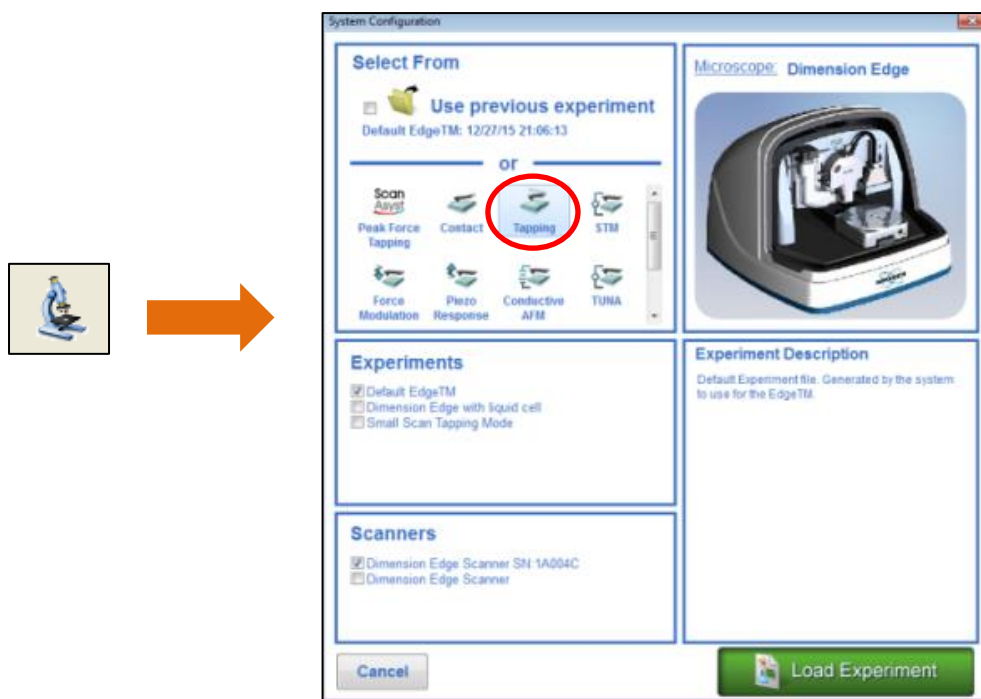 System Configuration
Select From
Use previous experiment
Default EdgeTM: 12/27/15 21:06:13
or
Scan
Asyst
Peak Force
Tapping
Contact
Tapping
STM
Force
Modulation
Piezo
Response
Conductive
AFM
TUNA
Microscope: Dimension Edge
Experiments
Default EdgeTM
Dimension Edge with liquid cell
Small Scan Tapping Mode
Experiment Description
Default Experiment file. Generated by the system
to use for the EdgeTM.
Scanners
Dimension Edge Scanner SN:1A004C
Dimension Edge Scanner
Cancel
Load Experiment